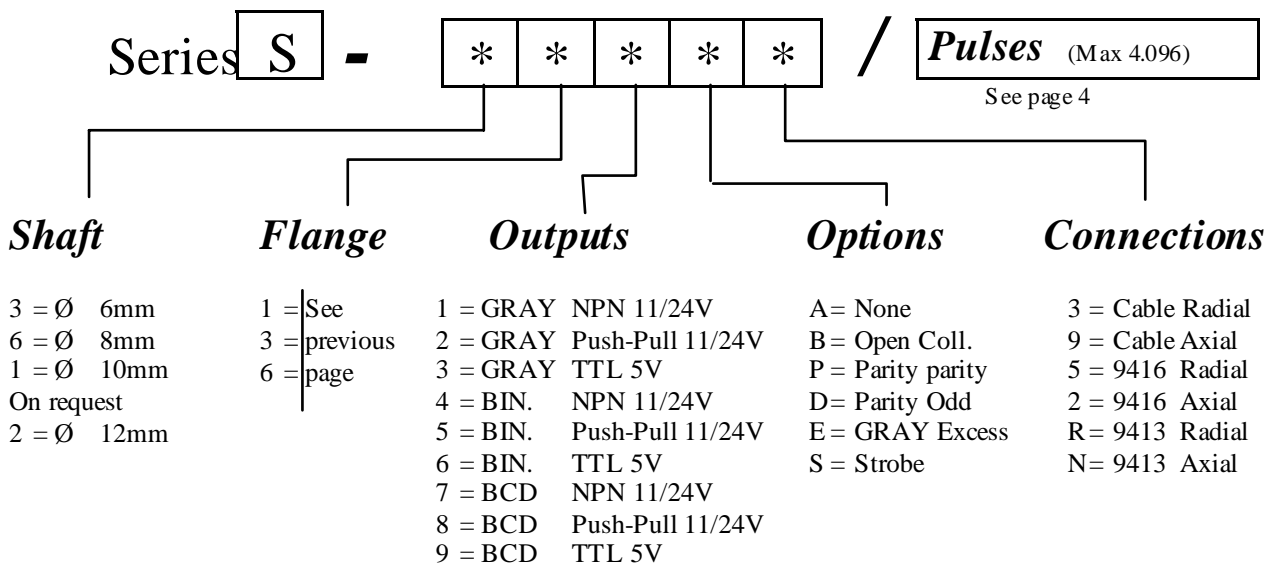 Series S - * * * * * / Pulses (Max 4.096)
See page 4
Shaft Flange Outputs Options Connections
3 = Ø 6mm 1 = See 1 = GRAY NPN 11/24V A= None 3 = Cable Radial
6 = Ø 8mm 3 = previous 2 = GRAY Push-Pull 11/24V B= Open Coll. 9 = Cable Axial
1 = Ø 10mm 6 = page 3 = GRAY TTL 5V P = Parity parity 5 = 9416 Radial
On request 4 = BIN. NPN 11/24V D= Parity Odd 2 = 9416 Axial
2 = Ø 12mm 5 = BIN. Push-Pull 11/24V E= GRAY Excess R= 9413 Radial
6 = BIN. TTL 5V S = Strobe N= 9413 Axial
7 = BCD NPN 11/24V
8 = BCD Push-Pull 11/24V
9 = BCD TTL 5V